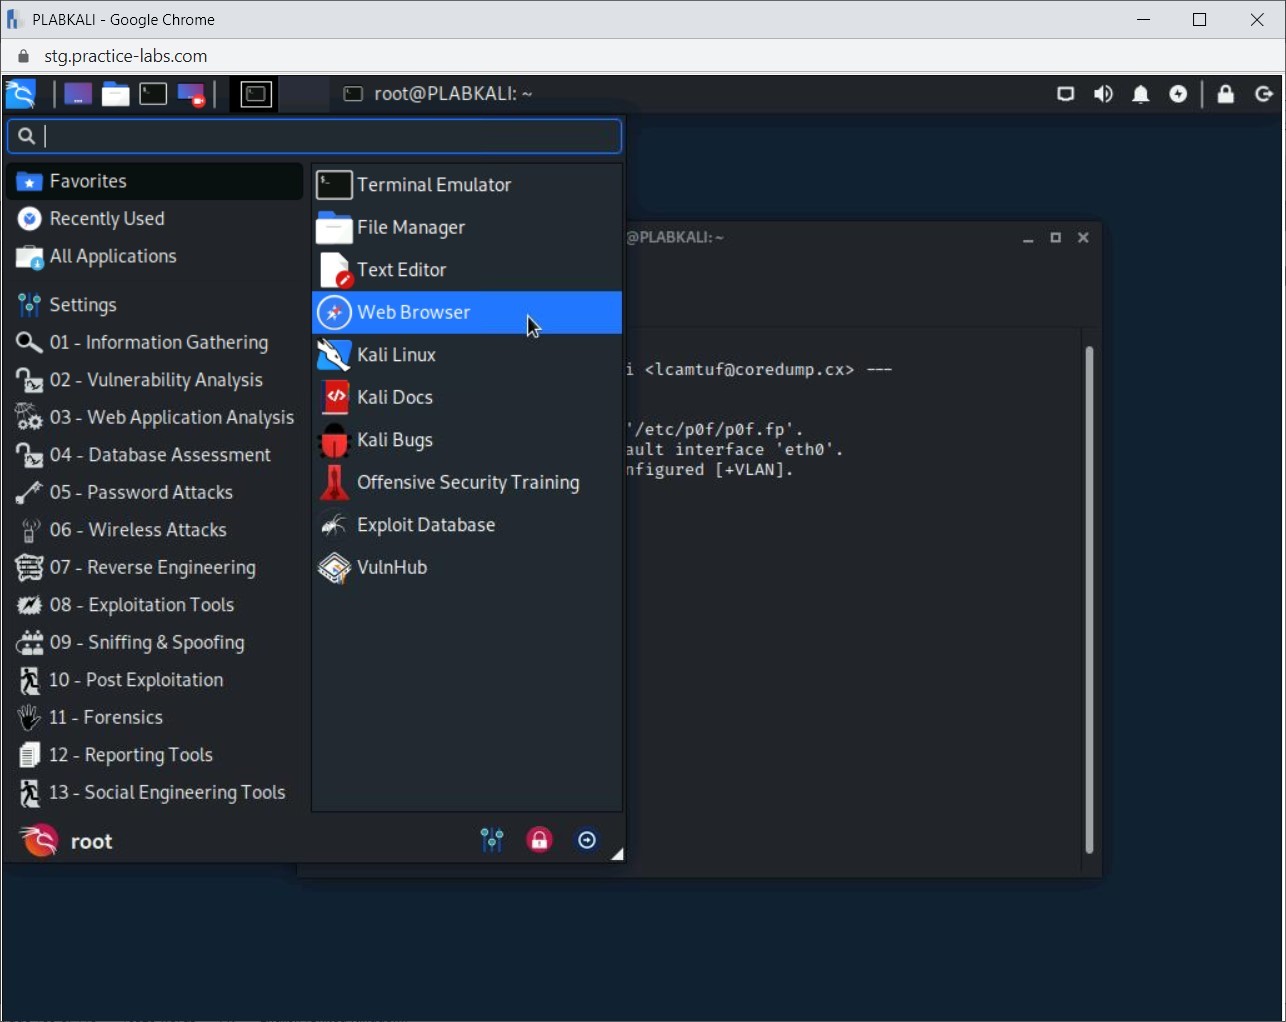 PLABKALI - Google Chrome
stg.practice-labs.com
root@PLABKALI: ~
Favorites
Recently Used
All Applications
Settings
01 - Information Gathering
02 - Vulnerability Analysis
03 - Web Application Analysis
04 - Database Assessment
05 - Password Attacks
06 - Wireless Attacks
07 - Reverse Engineering
08 - Exploitation Tools
09 - Sniffing & Spoofing
10 - Post Exploitation
11 - Forensics
12 - Reporting Tools
13 - Social Engineering Tools
root
Terminal Emulator
File Manager
Text Editor
Web Browser
Kali Linux
Kali Docs
Kali Bugs
Offensive Security Training
Exploit Database
VulnHub
@PLABKALI: ~
i <lcamtuf@coredump.cx> ---
'/etc/p0f/p0f.fp'.
ault interface 'eth0'.
nfigured [+VLAN].